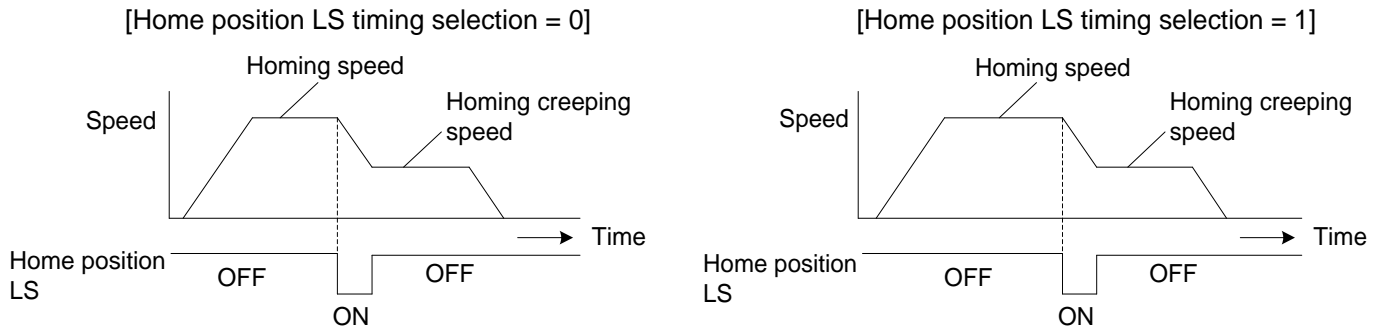 [Home position LS timing selection = 0]
Homing speed
Homing creeping
speed
Speed
Time
Home position
LS
OFF
OFF
ON
[Home position LS timing selection = 1]
Homing speed
Homing creeping
speed
Speed
Time
Home position
LS
OFF
OFF
ON